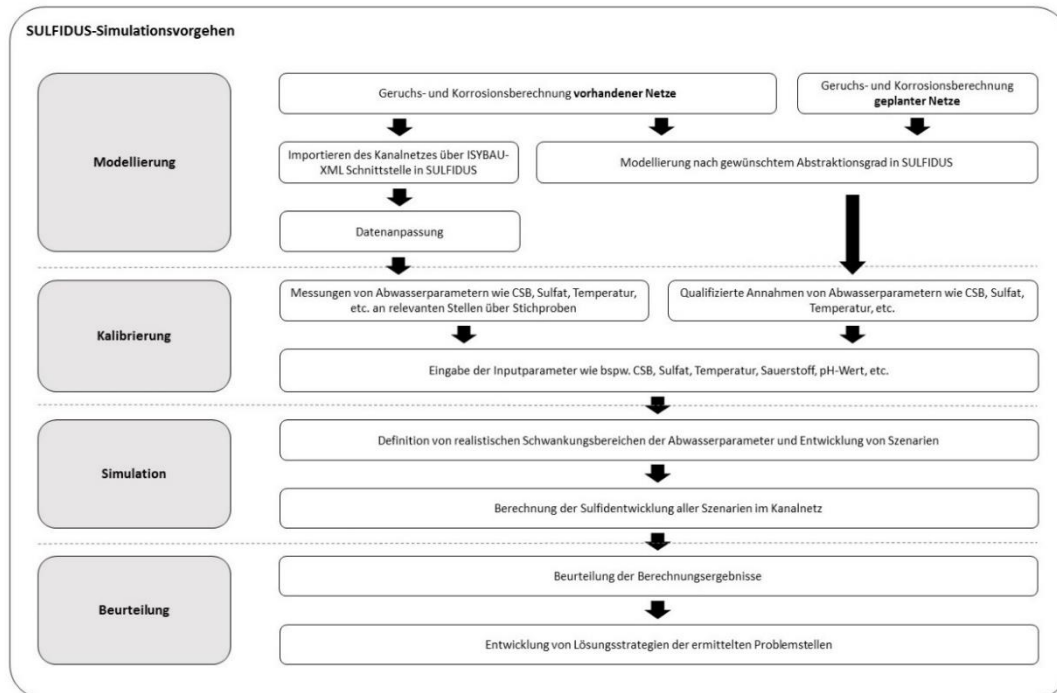 SULFIDUS-Simulationsvorgehen
Modellierung
Geruchs- und Korrosionsberechnung vorhandener Netze
Geruchs- und Korrosionsberechnung
geplanter Netze
Importieren des Kanalnetzes über ISYBAU-
XML Schnittstelle in SULFIDUS
Modellierung nach gewünschtem Abstraktionsgrad in SULFIDUS
Datenanpassung
Kalibrierung
Messungen von Abwasserparametern wie CSB, Sulfat, Temperatur,
etc. an relevanten Stellen über Stichproben
Qualifizierte Annahmen von Abwasserparametern wie CSB, Sulfat,
Temperatur, etc.
Eingabe der Inputparameter wie bspw. CSB, Sulfat, Temperatur, Sauerstoff, pH-Wert, etc.
Simulation
Definition von realistischen Schwankungsbereichen der Abwasserparameter und Entwicklung von Szenarien
Berechnung der Sulfidentwicklung aller Szenarien im Kanalnetz
Beurteilung
Beurteilung der Berechnungsergebnisse
Entwicklung von Lösungsstrategien der ermittelten Problemstellen